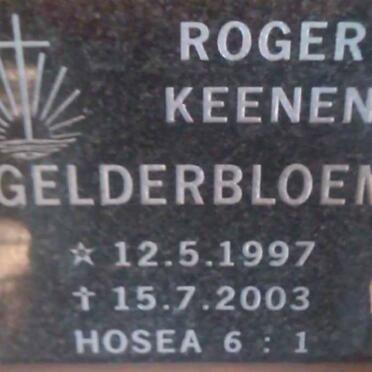 ROGER
KEENEN
GELDERBLOEM
☆ 12.5.1997
† 15.7.2003
HOSEA 6 : 1